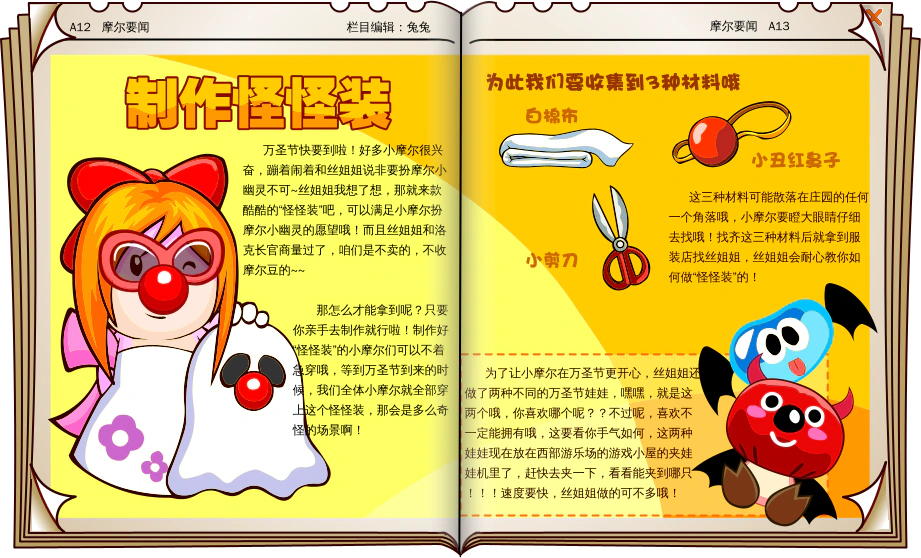 A12 摩尔要闻
栏目编辑：兔兔
制作怪怪装
万圣节快要到啦！好多小摩尔很兴
奋，蹦着闹着和丝姐姐说非要扮摩尔小
幽灵不可~丝姐姐我想了想，那就来款
酷酷的“怪怪装”吧，可以满足小摩尔扮
摩尔小幽灵的愿望哦！而且丝姐姐和洛
克长官商量过了，咱们是不卖的，不收
摩尔豆的~~
那怎么才能拿到呢？只要
你亲手去制作就行啦！制作好
“怪怪装”的小摩尔们可以不着
急穿哦，等到万圣节到来的时
候，我们全体小摩尔就全部穿
上这个怪怪装，那会是多么奇
怪的场景啊！
摩尔要闻 A13
为此我们要收集到3种材料哦
白棉布
小丑红鼻子
小剪刀
这三种材料可能散落在庄园的任何
一个角落哦，小摩尔要瞪大眼睛仔细
去找哦！找齐这三种材料后就拿到服
装店找丝姐姐，丝姐姐会耐心教你如
何做“怪怪装”的！
为了让小摩尔在万圣节更开心，丝姐姐还
做了两种不同的万圣节娃娃，嘿嘿，就是这
两个哦，你喜欢哪个呢？？不过呢，喜欢不
一定能拥有哦，这要看你手气如何，这两种
娃娃现在放在西部游乐场的游戏小屋的夹娃
娃机里了，赶快去夹一下，看看能夹到哪只
！！！速度要快，丝姐姐做的可不多哦！